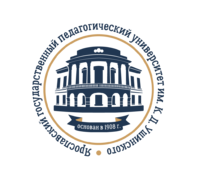 Ярославский государственный педагогический университет им. К. Д. Ушинского
основан в 1908 г.